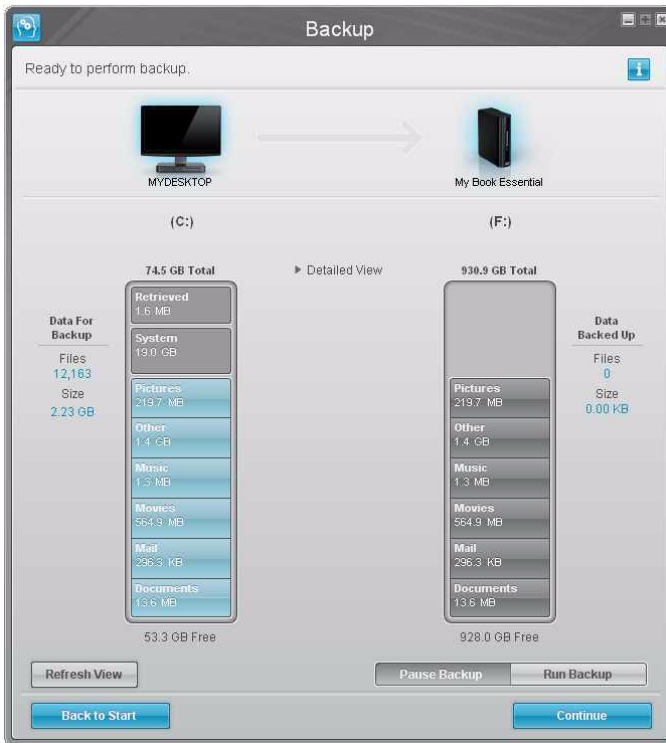 Backup
Ready to perform backup.
MYDESKTOP
My Book Essential
(C:)
(F:)
74.5 GB Total
Detailed View
930.9 GB Total
Data For
Backup
Files
12,163
Size
2.23 GB
Retrieved
1.6 MB
System
19.0 GB
Pictures
219.7 MB
Other
1.4 GB
Music
1.3 MB
Movies
564.9 MB
Mail
296.3 KB
Documents
13.6 MB
53.3 GB Free
Pictures
219.7 MB
Other
1.4 GB
Music
1.3 MB
Movies
564.9 MB
Mail
296.3 KB
Documents
13.6 MB
928.0 GB Free
Data
Backed Up
Files
0
Size
0.00 KB
Refresh View
Pause Backup
Run Backup
Back to Start
Continue